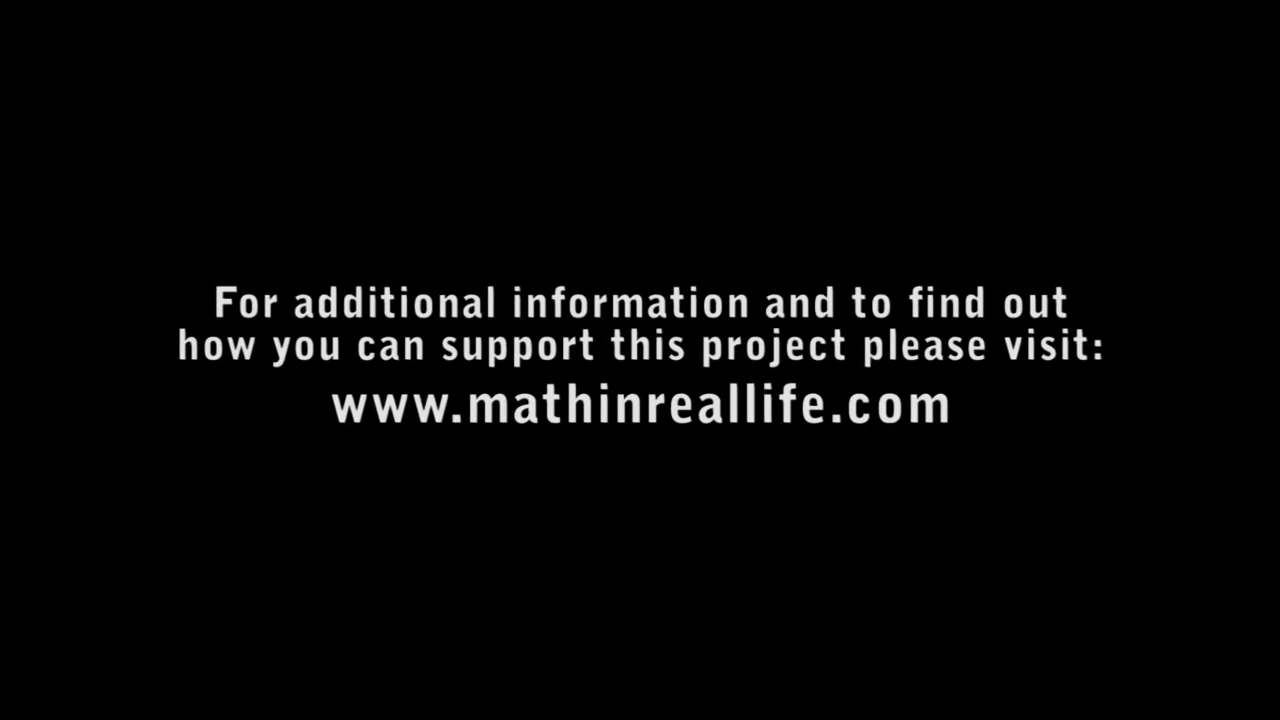 For additional information and to find out
how you can support this project please visit:
www.mathinreallife.com